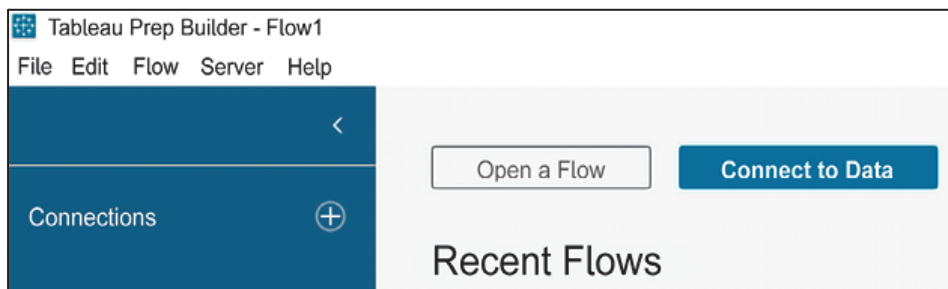 Tableau Prep Builder - Flow1
File Edit Flow Server Help
Open a Flow Connect to Data
Connections
Recent Flows